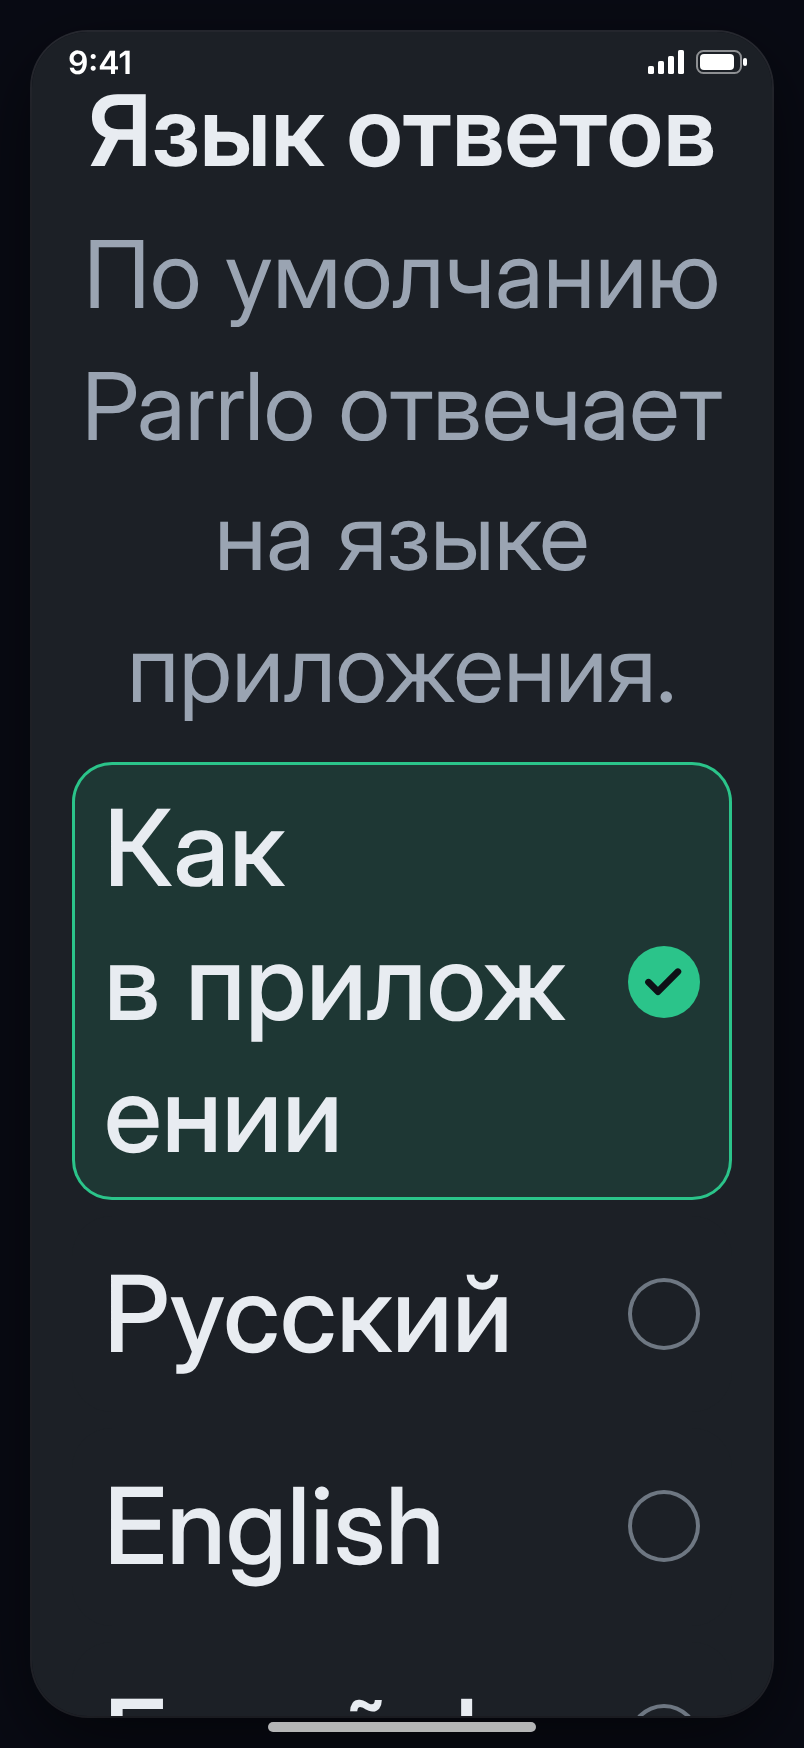 9:41
Язык ответов
По умолчанию
Parrlo отвечает
на языке
приложения.
Как
в прилож
ении
Русский
English